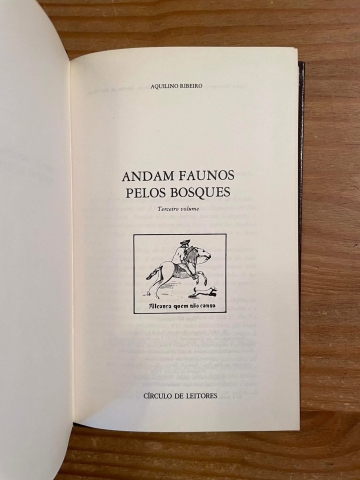 AQUILINO RIBEIRO
ANDAM FAUNOS
PELOS BOSQUES
Terceiro volume
Alcança quem não cansa
CÍRCULO DE LEITORES